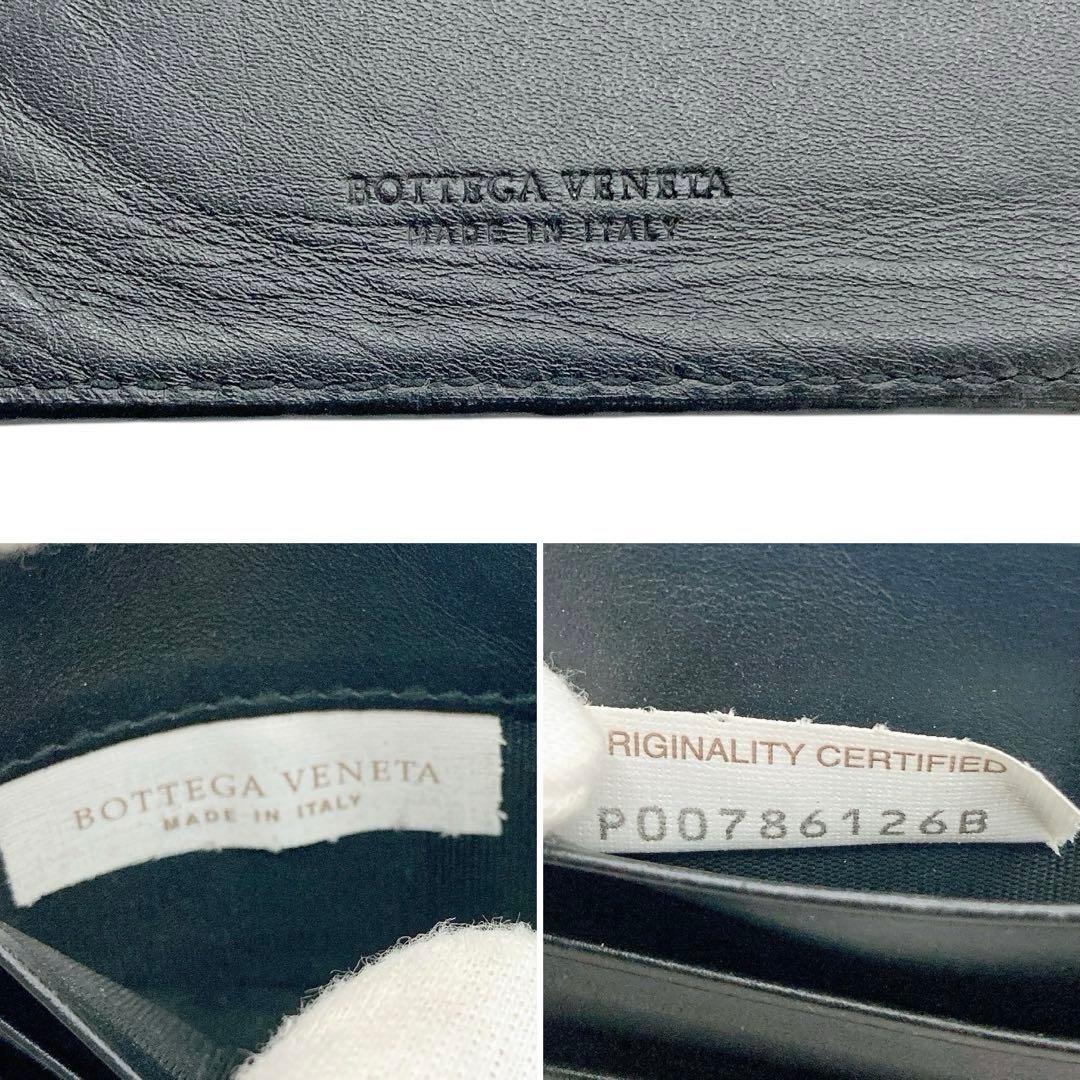 BOTTEGA VENETA
MADE IN ITALY
BOTTEGA VENETA
MADE IN ITALY
RIGINALITY CERTIFIED
P00786126B